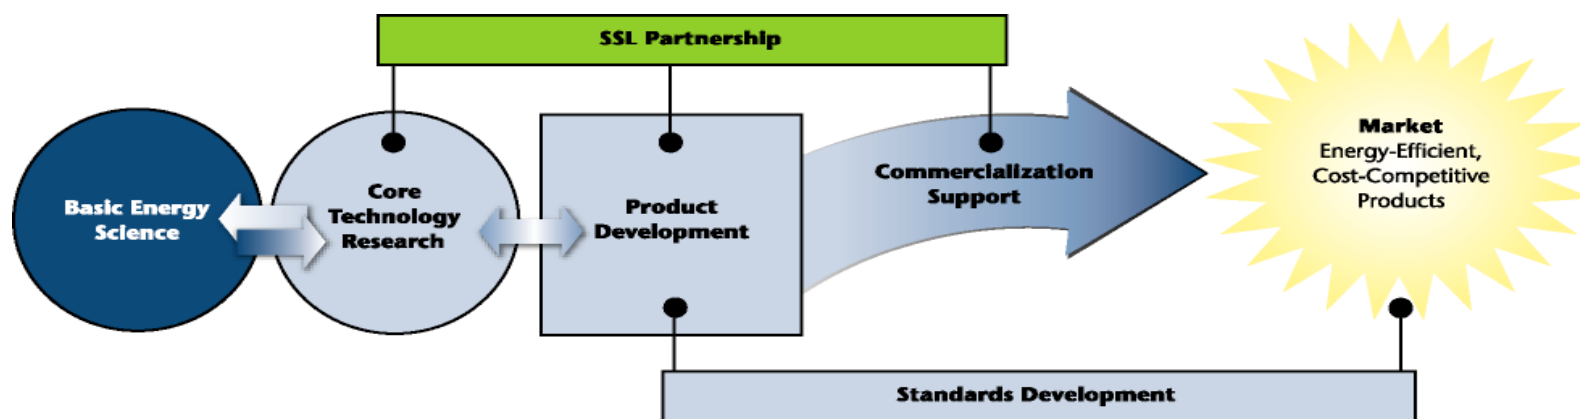 SSL Partnership
Basic Energy
Science
Core
Technology
Research
Product
Development
Commercialization
Support
Market
Energy-Efficient,
Cost-Competitive
Products
Standards Development